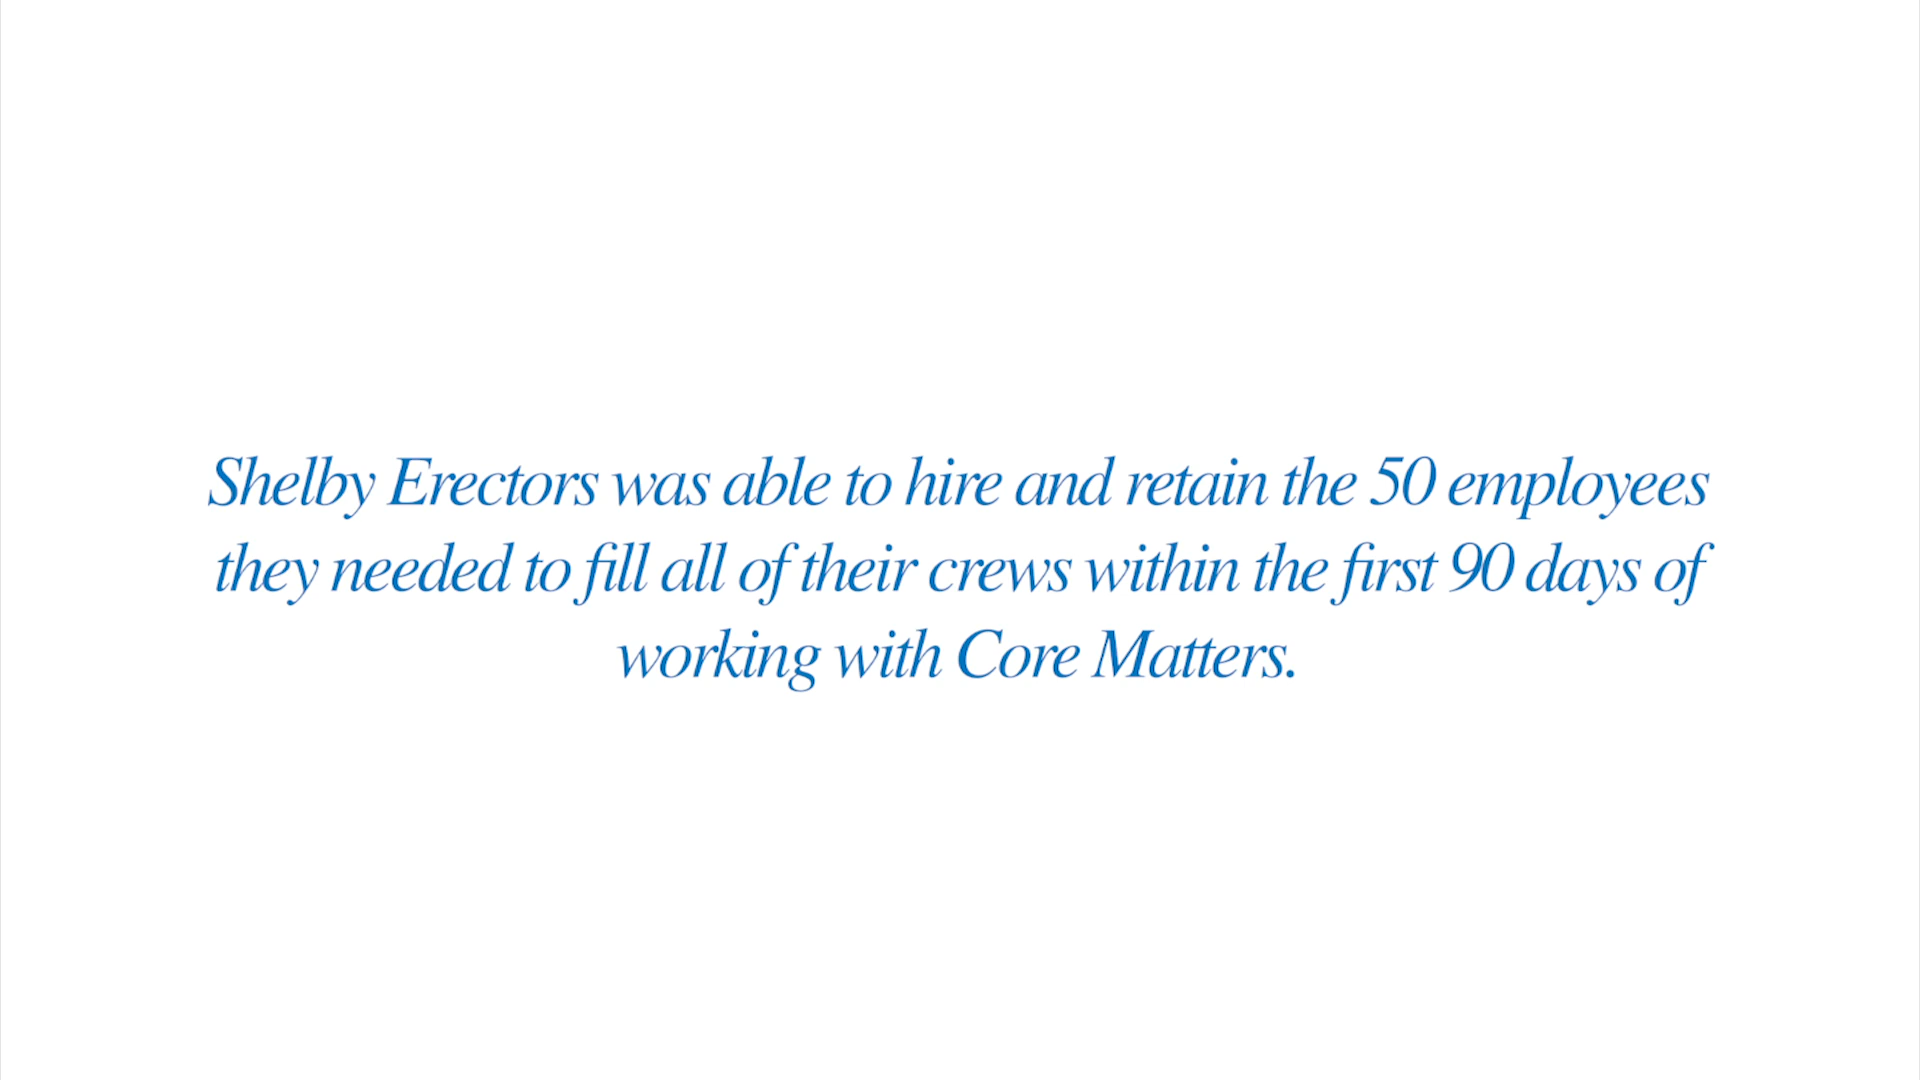 Shelby Erectors was able to hire and retain the 50 employees
they needed to fill all of their crews within the first 90 days of
working with Core Matters.